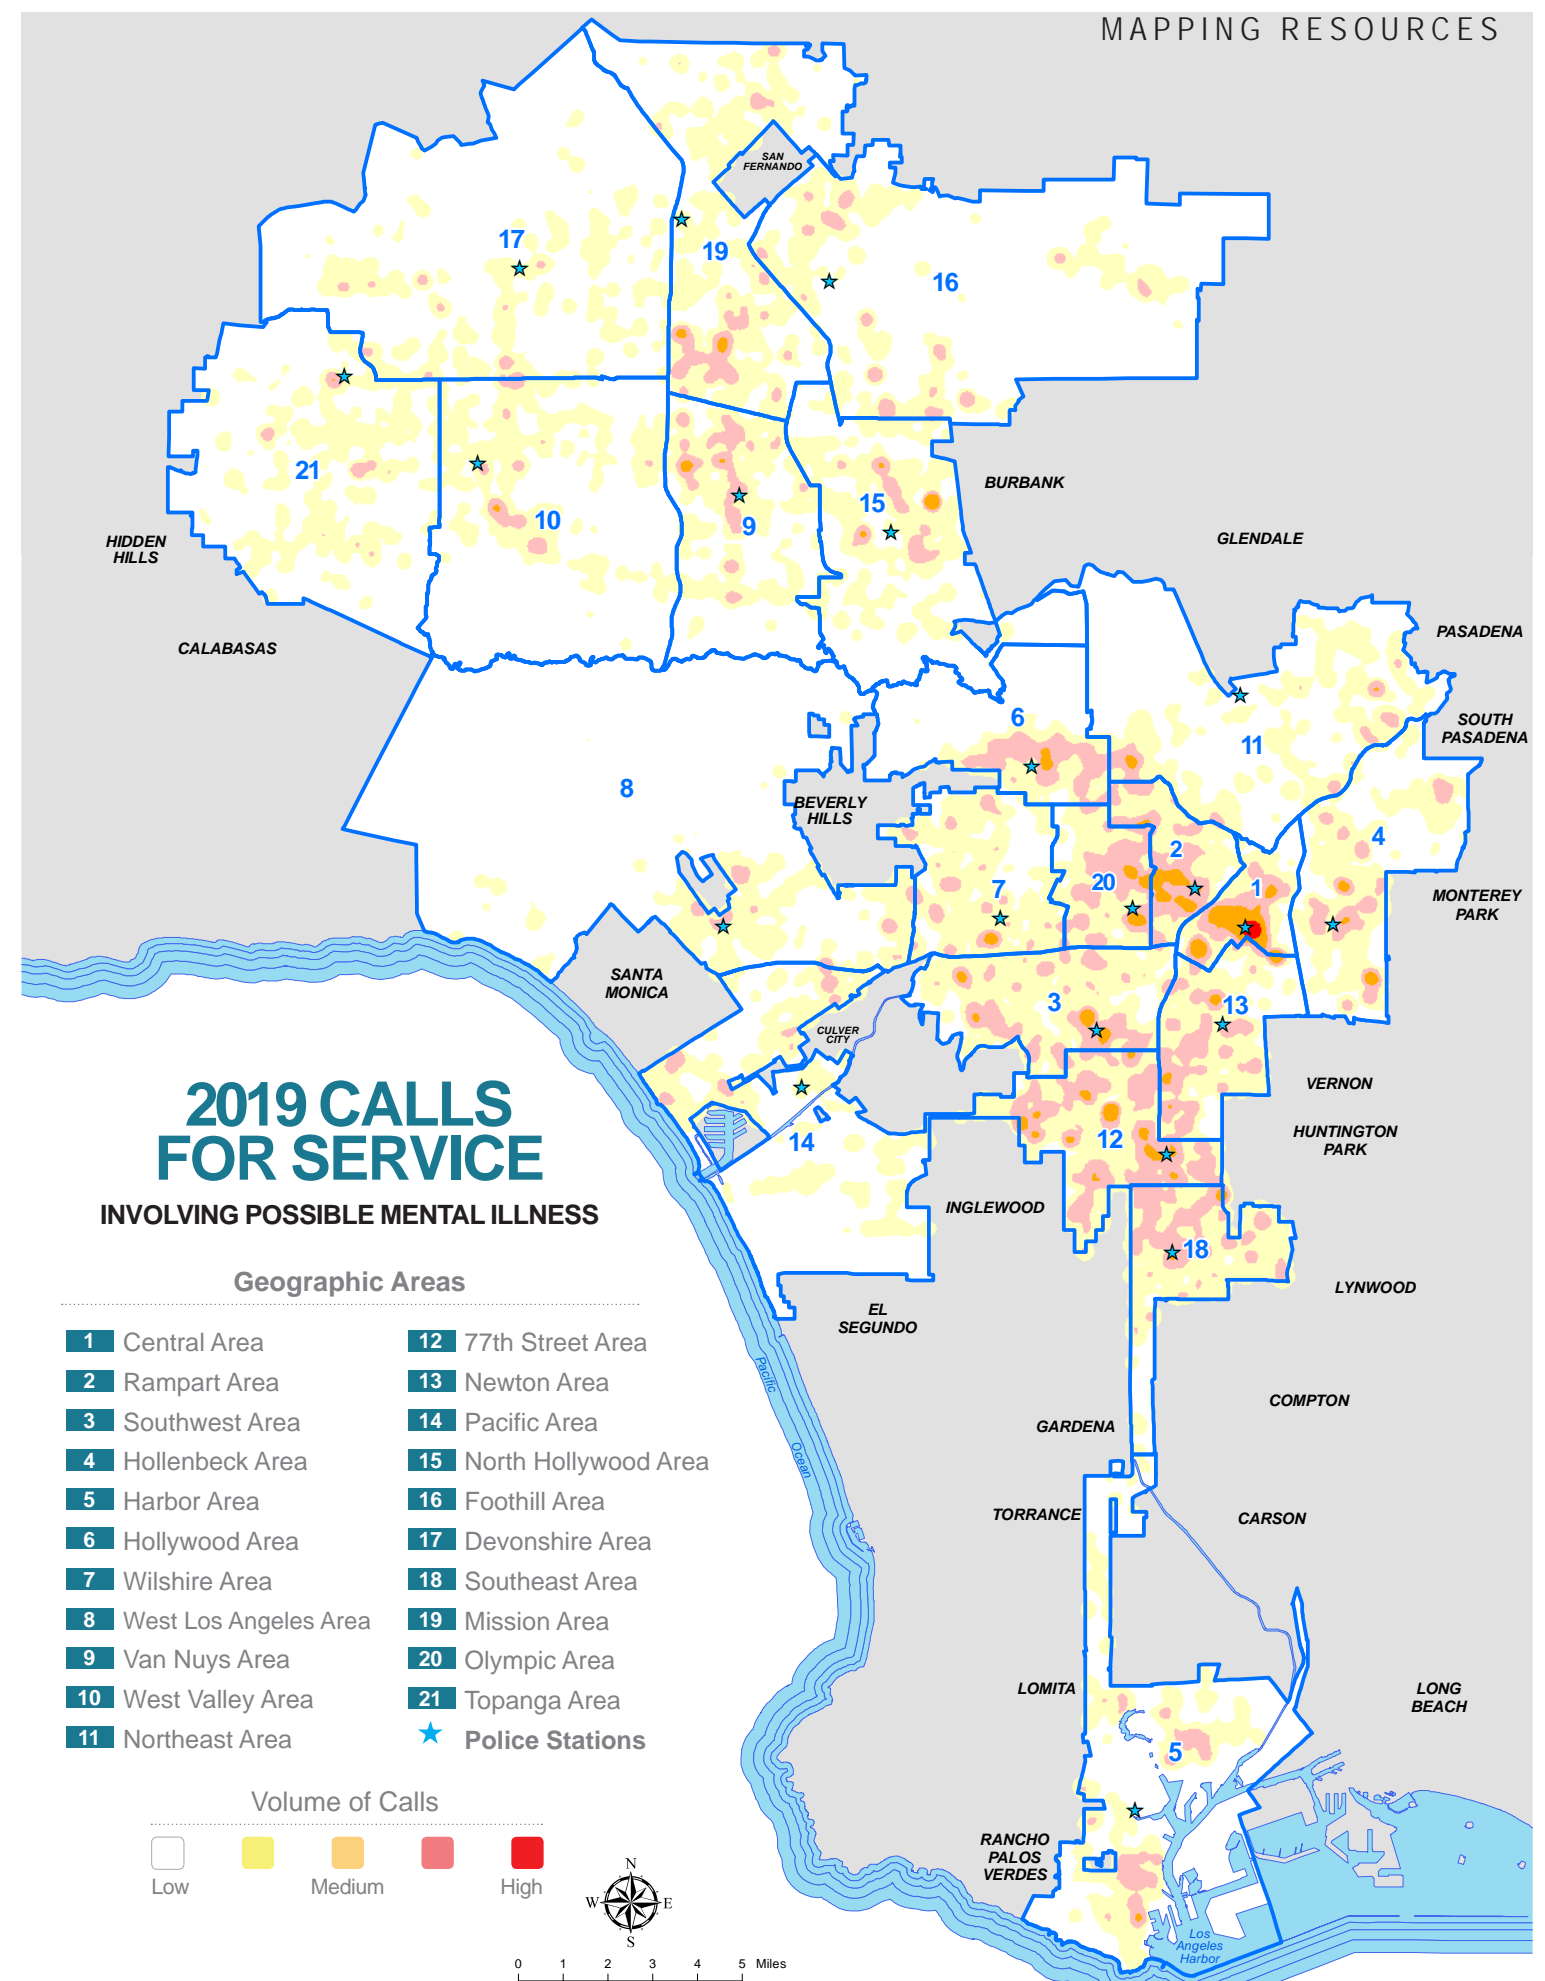 MAPPING RESOURCES
SAN
FERNANDO
17
19
16
21
10
9
15
BURBANK
GLENDALE
HIDDEN
HILLS
CALABASAS
PASADENA
6
11
SOUTH
PASADENA
8
BEVERLY
HILLS
2
4
7
20
1
MONTEREY
PARK
SANTA
MONICA
3
13
CULVER
CITY
VERNON
14
12
HUNTINGTON
PARK
INGLEWOOD
18
LYNWOOD
EL
SEGUNDO
Pacific
Ocean
COMPTON
GARDENA
TORRANCE
CARSON
LOMITA
LONG
BEACH
5
RANCHO
PALOS
VERDES
Los
Angeles
Harbor
2019 CALLS
FOR SERVICE
INVOLVING POSSIBLE MENTAL ILLNESS
Geographic Areas
1 Central Area
2 Rampart Area
3 Southwest Area
4 Hollenbeck Area
5 Harbor Area
6 Hollywood Area
7 Wilshire Area
8 West Los Angeles Area
9 Van Nuys Area
10 West Valley Area
11 Northeast Area
12 77th Street Area
13 Newton Area
14 Pacific Area
15 North Hollywood Area
16 Foothill Area
17 Devonshire Area
18 Southeast Area
19 Mission Area
20 Olympic Area
21 Topanga Area
Police Stations
Volume of Calls
Low Medium High
N
W E
S
0 1 2 3 4 5 Miles